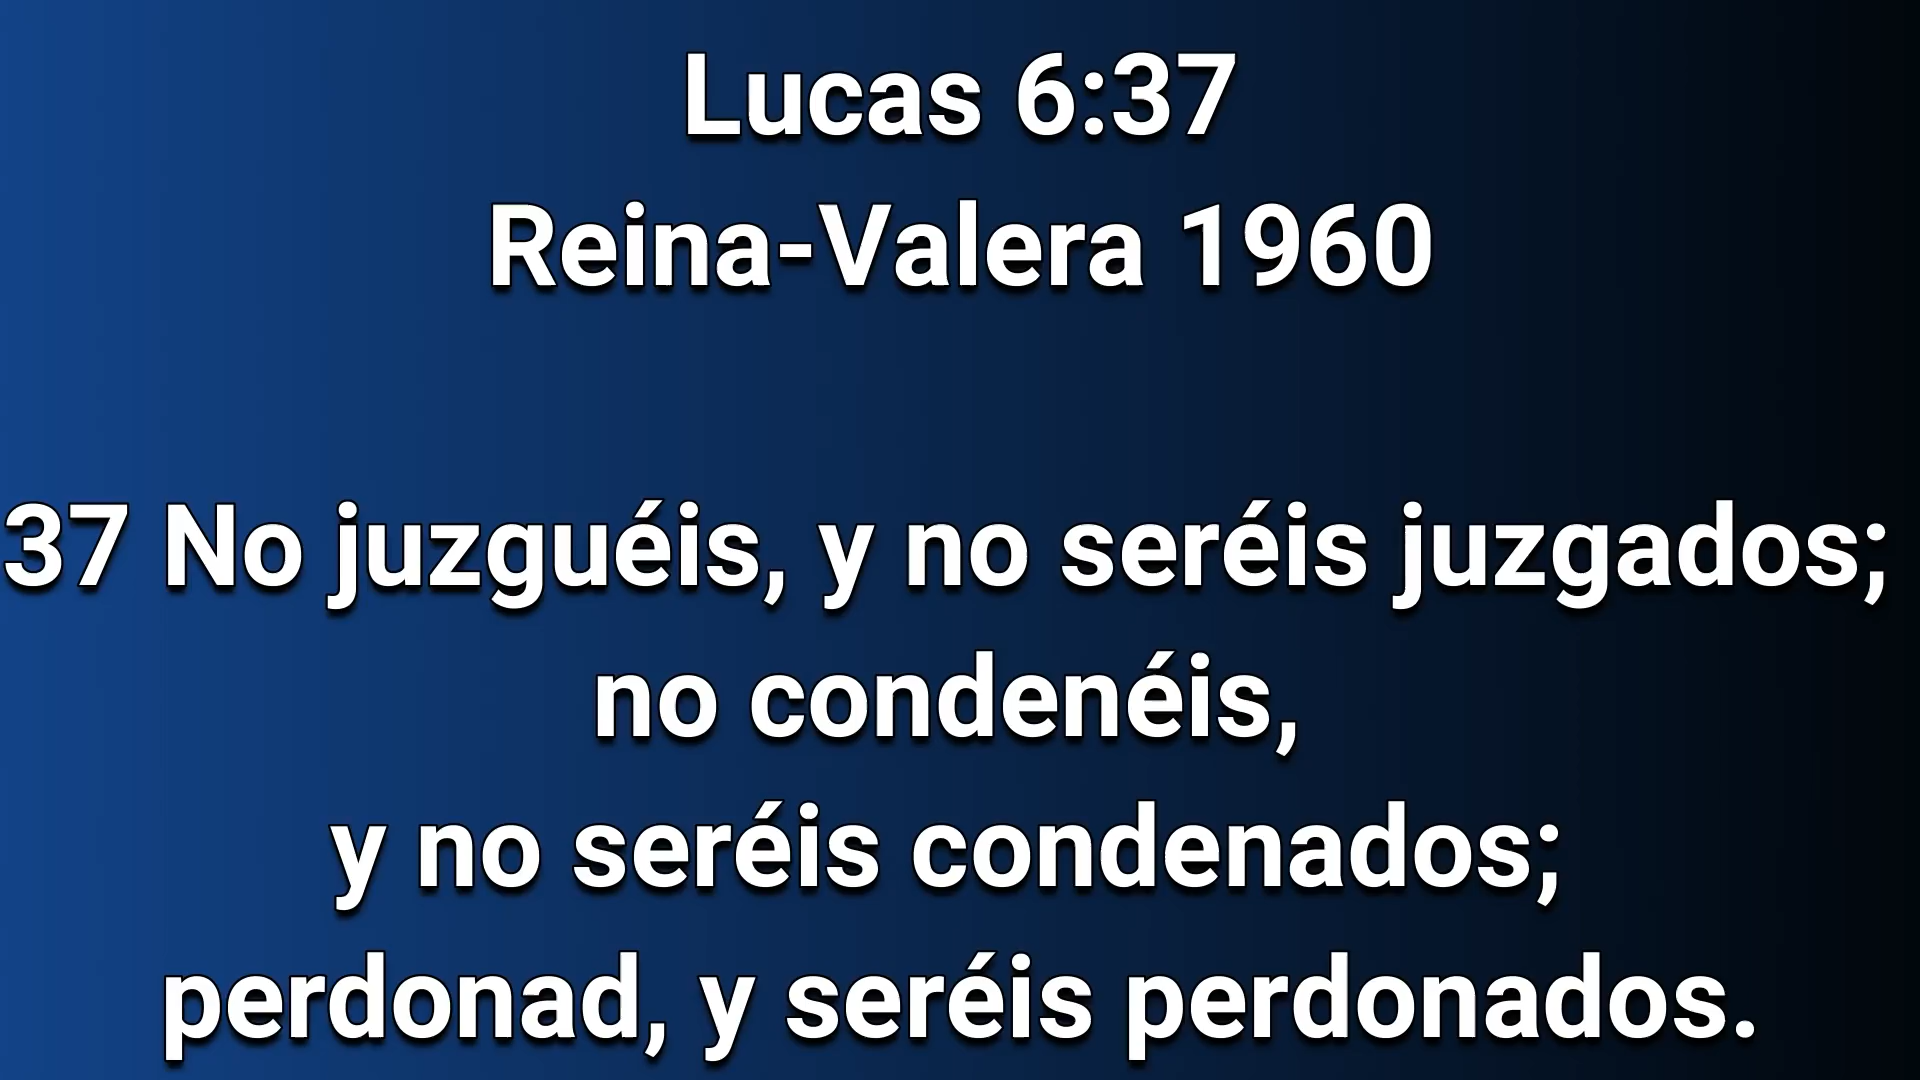 Lucas 6:37
Reina-Valera 1960
37 No juzguéis, y no seréis juzgados;
no condenéis,
y no seréis condenados;
perdonad, y seréis perdonados.